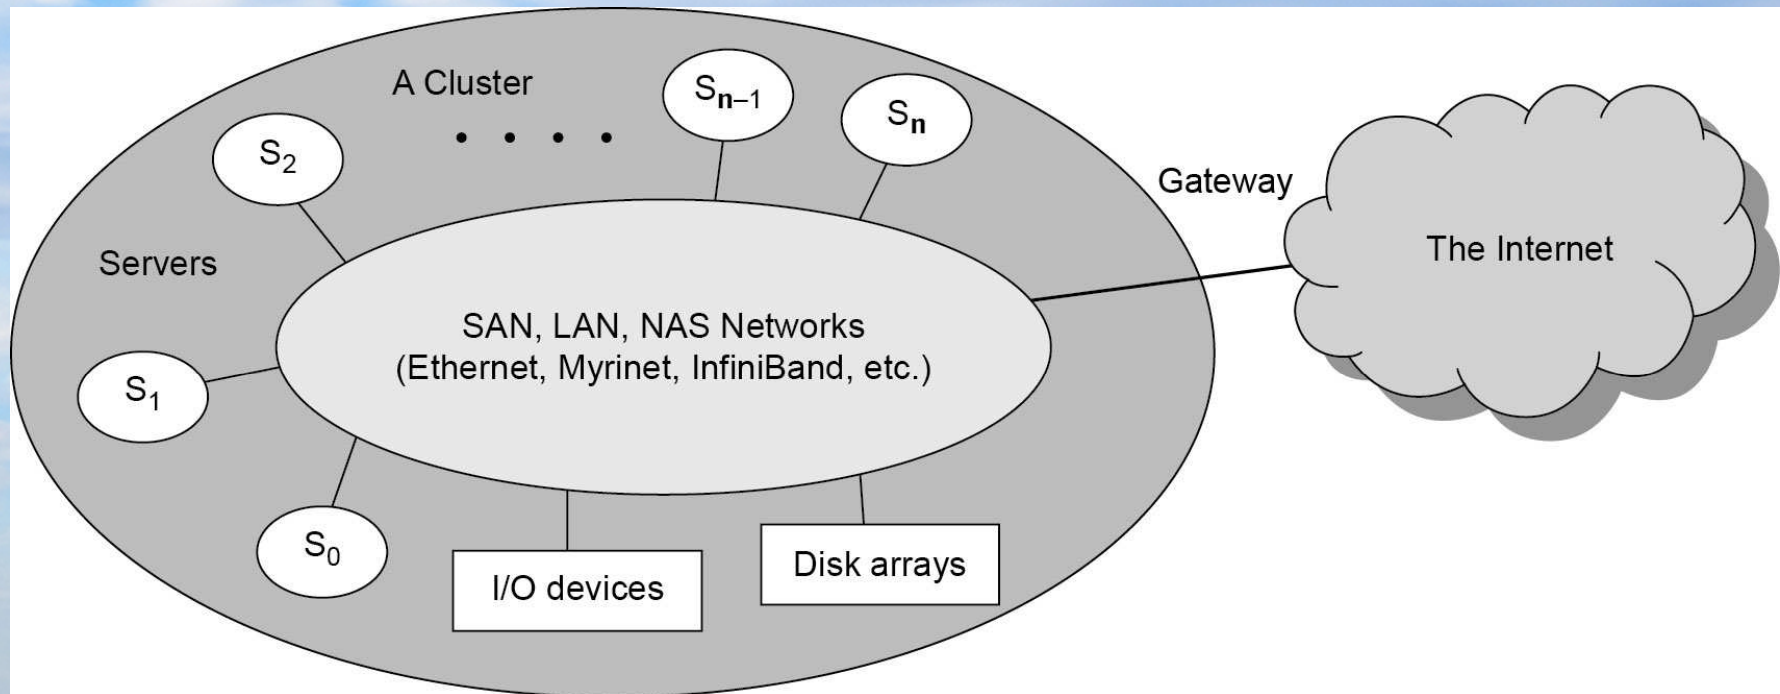 A Cluster
S₂
. . . .
Sₙ₋₁
Sₙ
Gateway
The Internet
Servers
SAN, LAN, NAS Networks
(Ethernet, Myrinet, InfiniBand, etc.)
S₁
S₀
I/O devices
Disk arrays